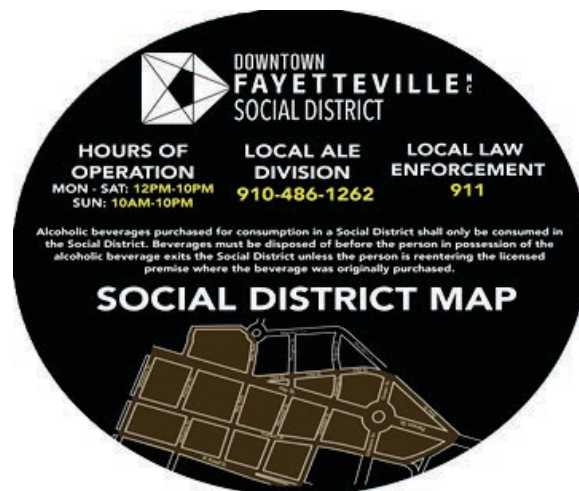 DOWNTOWN
FAYETTEVILLE NC
SOCIAL DISTRICT
HOURS OF
OPERATION
MON - SAT: 12PM-10PM
SUN: 10AM-10PM
LOCAL ALE
DIVISION
910-486-1262
LOCAL LAW
ENFORCEMENT
911
Alcoholic beverages purchased for consumption in a Social District shall only be consumed in
the Social District. Beverages must be disposed of before the person in possession of the
alcoholic beverage exits the Social District unless the person is reentering the licensed
premise where the beverage was originally purchased.
SOCIAL DISTRICT MAP